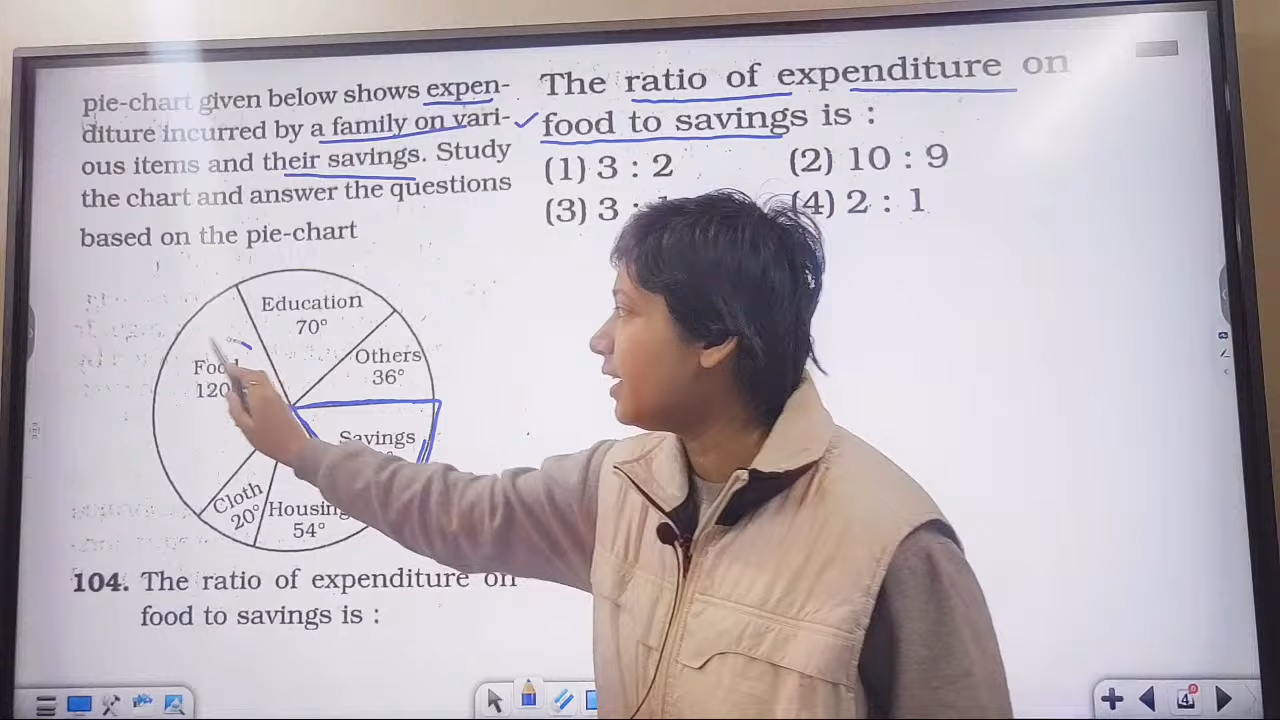 pie-chart given below shows expen-
diture incurred by a family on vari-
ous items and their savings. Study
the chart and answer the questions
based on the pie-chart
The ratio of expenditure on
food to savings is :
(1) 3 : 2
(2) 10 : 9
(3) 3 :
(4) 2 : 1
Education
70°
Others
36°
Food
120
Savings
Cloth
20°
Housing
54°
104. The ratio of expenditure on
food to savings is :
4